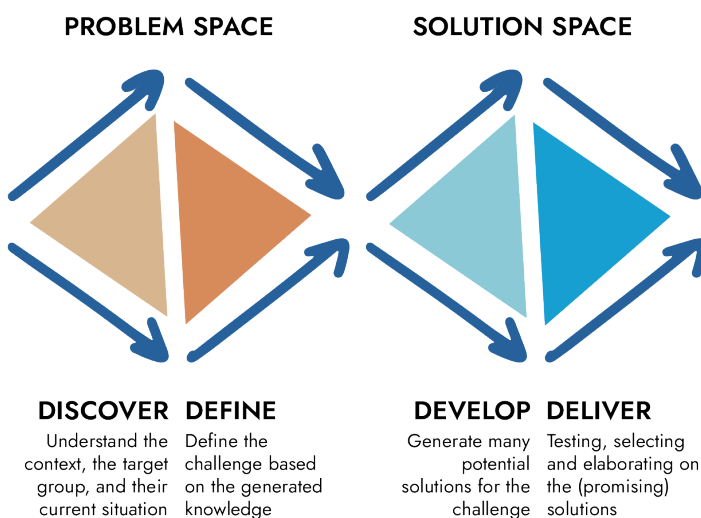 PROBLEM SPACE
SOLUTION SPACE
DISCOVER
Understand the
context, the target
group, and their
current situation
DEFINE
Define the
challenge based
on the generated
knowledge
DEVELOP
Generate many
potential
solutions for the
challenge
DELIVER
Testing, selecting
and elaborating on
the (promising)
solutions